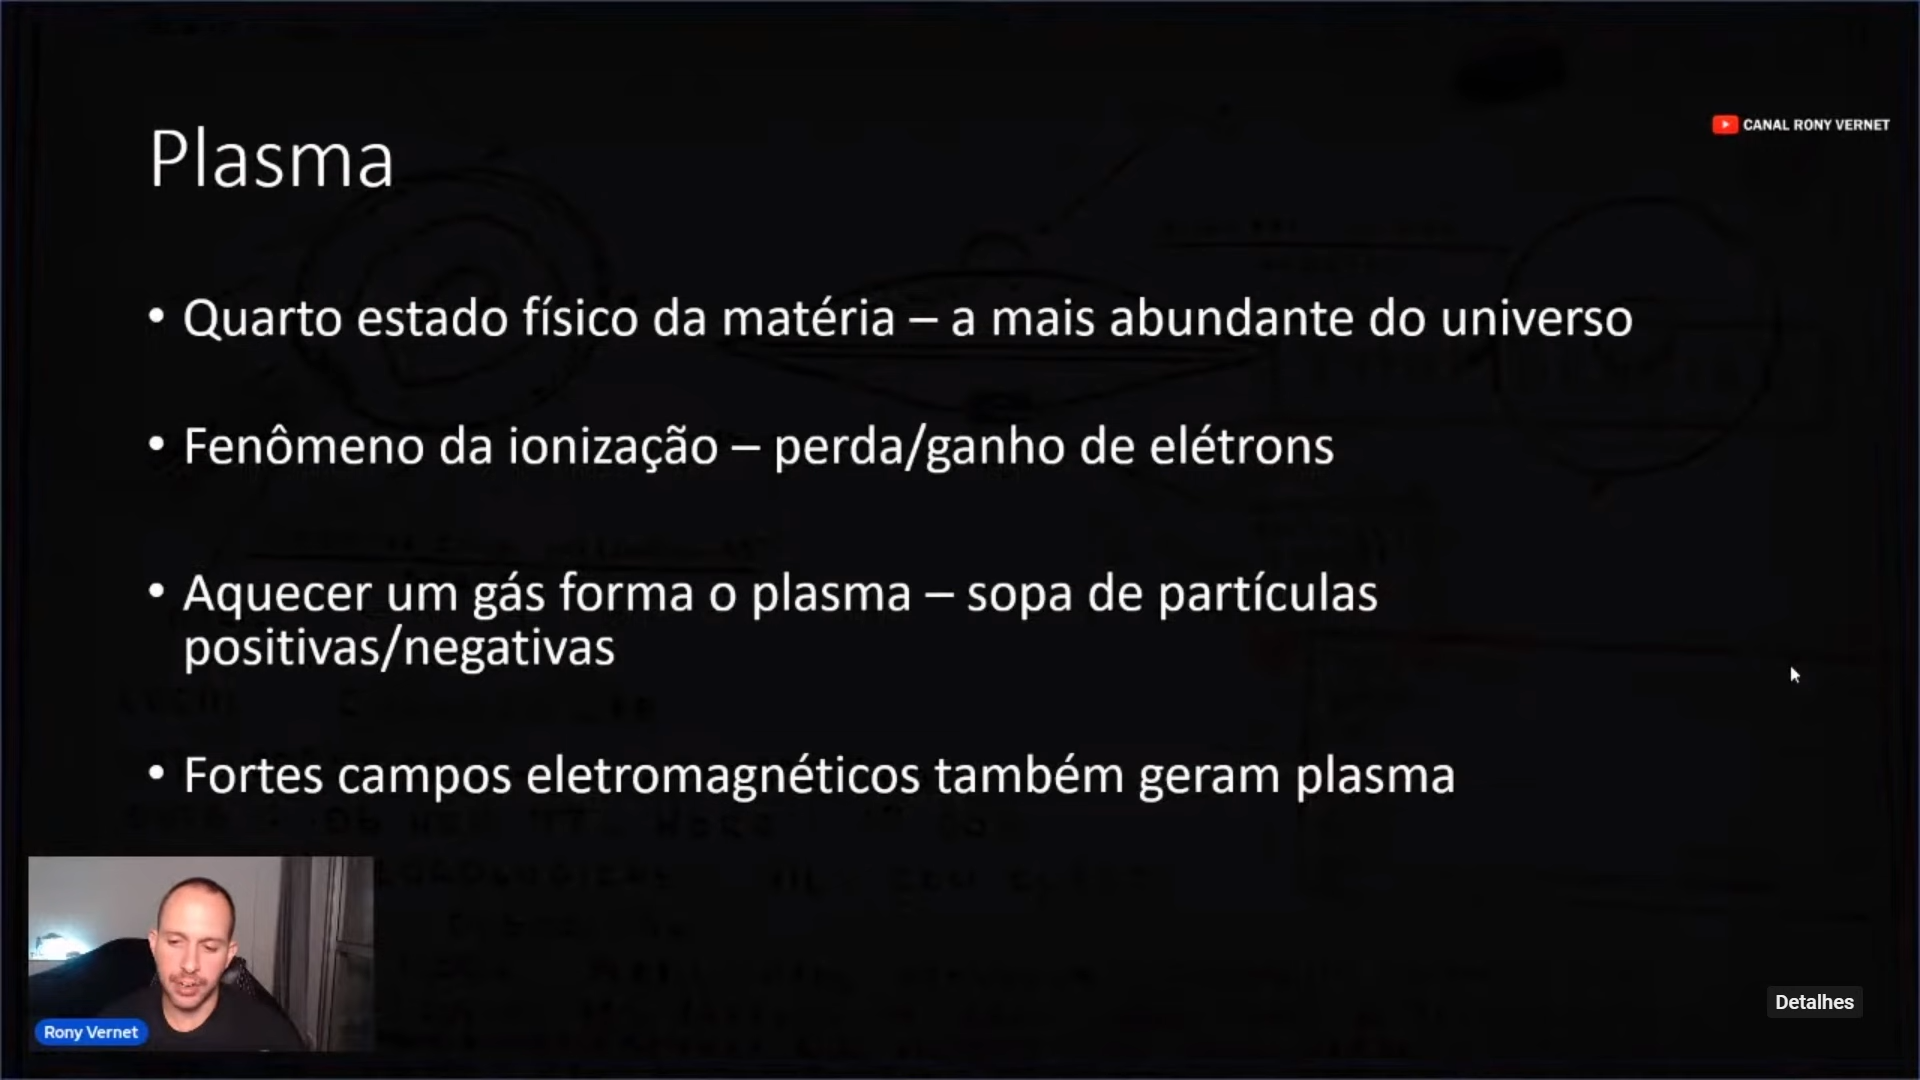 CANAL RONY VERNET
Plasma
• Quarto estado físico da matéria – a mais abundante do universo
• Fenômeno da ionização – perda/ganho de elétrons
• Aquecer um gás forma o plasma – sopa de partículas
positivas/negativas
• Fortes campos eletromagnéticos também geram plasma
Rony Vernet
Detalhes